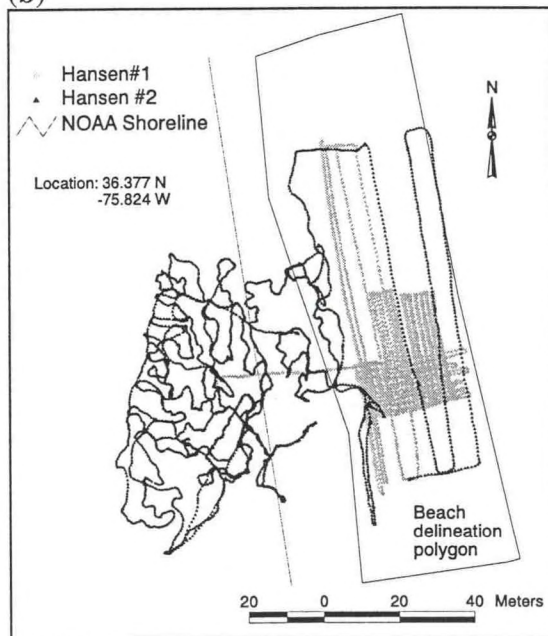 (b)
Hansen#1
Hansen #2
NOAA Shoreline
N
Location: 36.377 N
-75.824 W
Beach
delineation
polygon
20 0 20 40 Meters